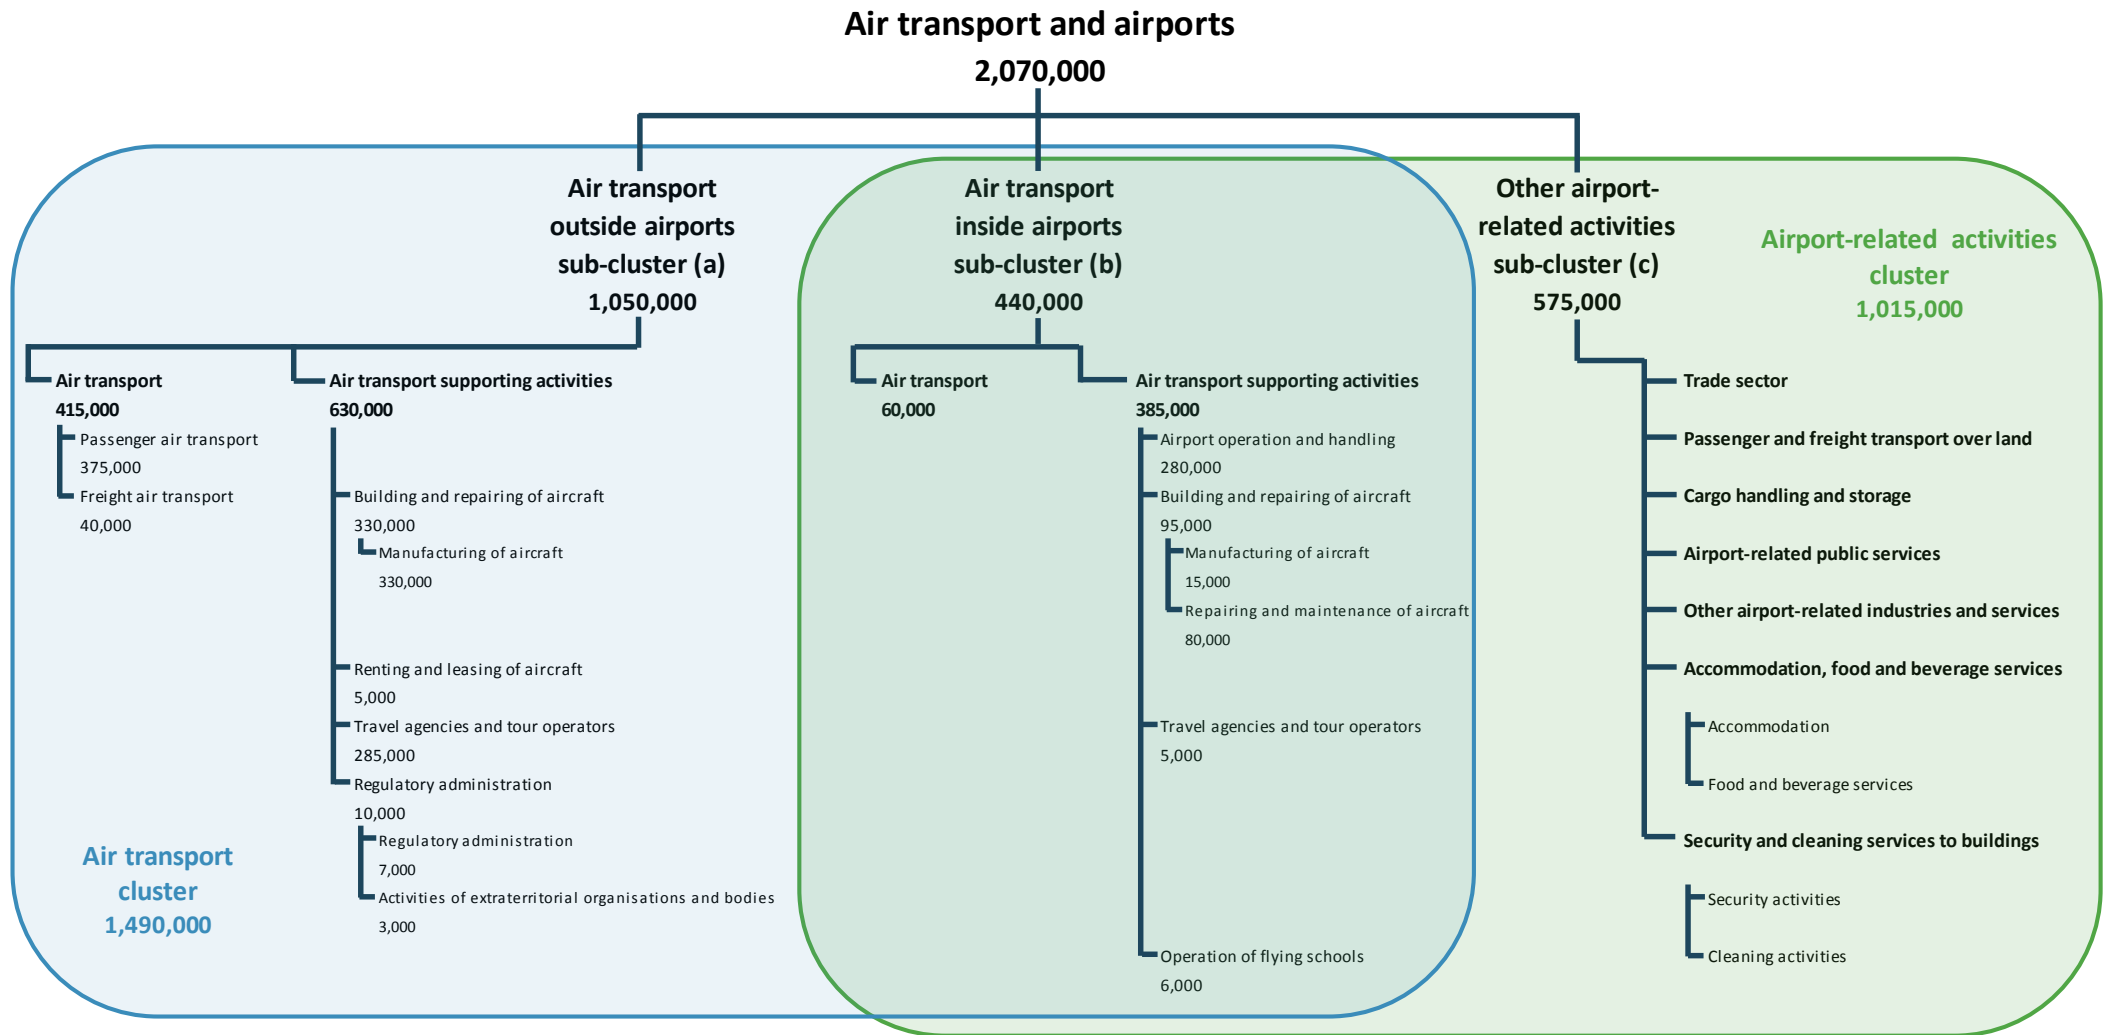 Air transport and airports
2,070,000
Air transport
outside airports
sub-cluster (a)
1,050,000
Air transport
415,000
Passenger air transport
375,000
Freight air transport
40,000
Air transport supporting activities
630,000
Building and repairing of aircraft
330,000
Manufacturing of aircraft
330,000
Renting and leasing of aircraft
5,000
Travel agencies and tour operators
285,000
Regulatory administration
10,000
Regulatory administration
7,000
Activities of extraterritorial organisations and bodies
3,000
Air transport
cluster
1,490,000
Air transport
inside airports
sub-cluster (b)
440,000
Air transport
60,000
Air transport supporting activities
385,000
Airport operation and handling
280,000
Building and repairing of aircraft
95,000
Manufacturing of aircraft
15,000
Repairing and maintenance of aircraft
80,000
Travel agencies and tour operators
5,000
Operation of flying schools
6,000
Other airport-
related activities
sub-cluster (c)
575,000
Airport-related activities
cluster
1,015,000
Trade sector
Passenger and freight transport over land
Cargo handling and storage
Airport-related public services
Other airport-related industries and services
Accommodation, food and beverage services
Accommodation
Food and beverage services
Security and cleaning services to buildings
Security activities
Cleaning activities